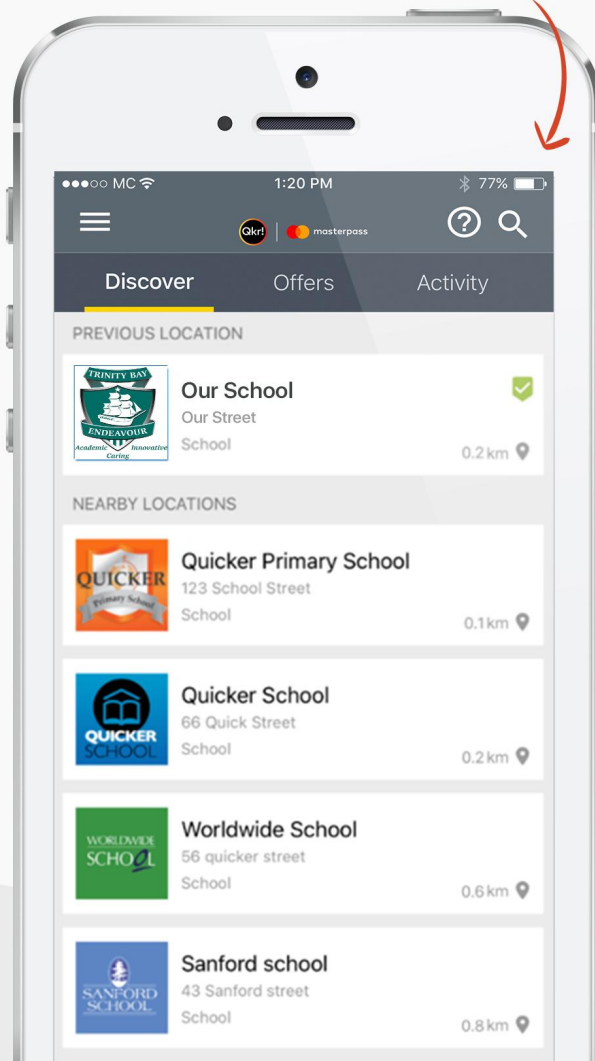 MC
1:20 PM
77%
Qkr!
masterpass
Discover
Offers
Activity
PREVIOUS LOCATION
TRINITY BAY
ENDEAVOUR
Academic
Innovative
Caring
Our School
Our Street
School
0.2 km
NEARBY LOCATIONS
QUICKER
Primary School
Quicker Primary School
123 School Street
School
0.1 km
QUICKER
SCHOOL
Quicker School
66 Quick Street
School
0.2 km
WORLDWIDE
SCHOOL
Worldwide School
56 quicker street
School
0.6 km
SANFORD
SCHOOL
Sanford school
43 Sanford street
School
0.8 km